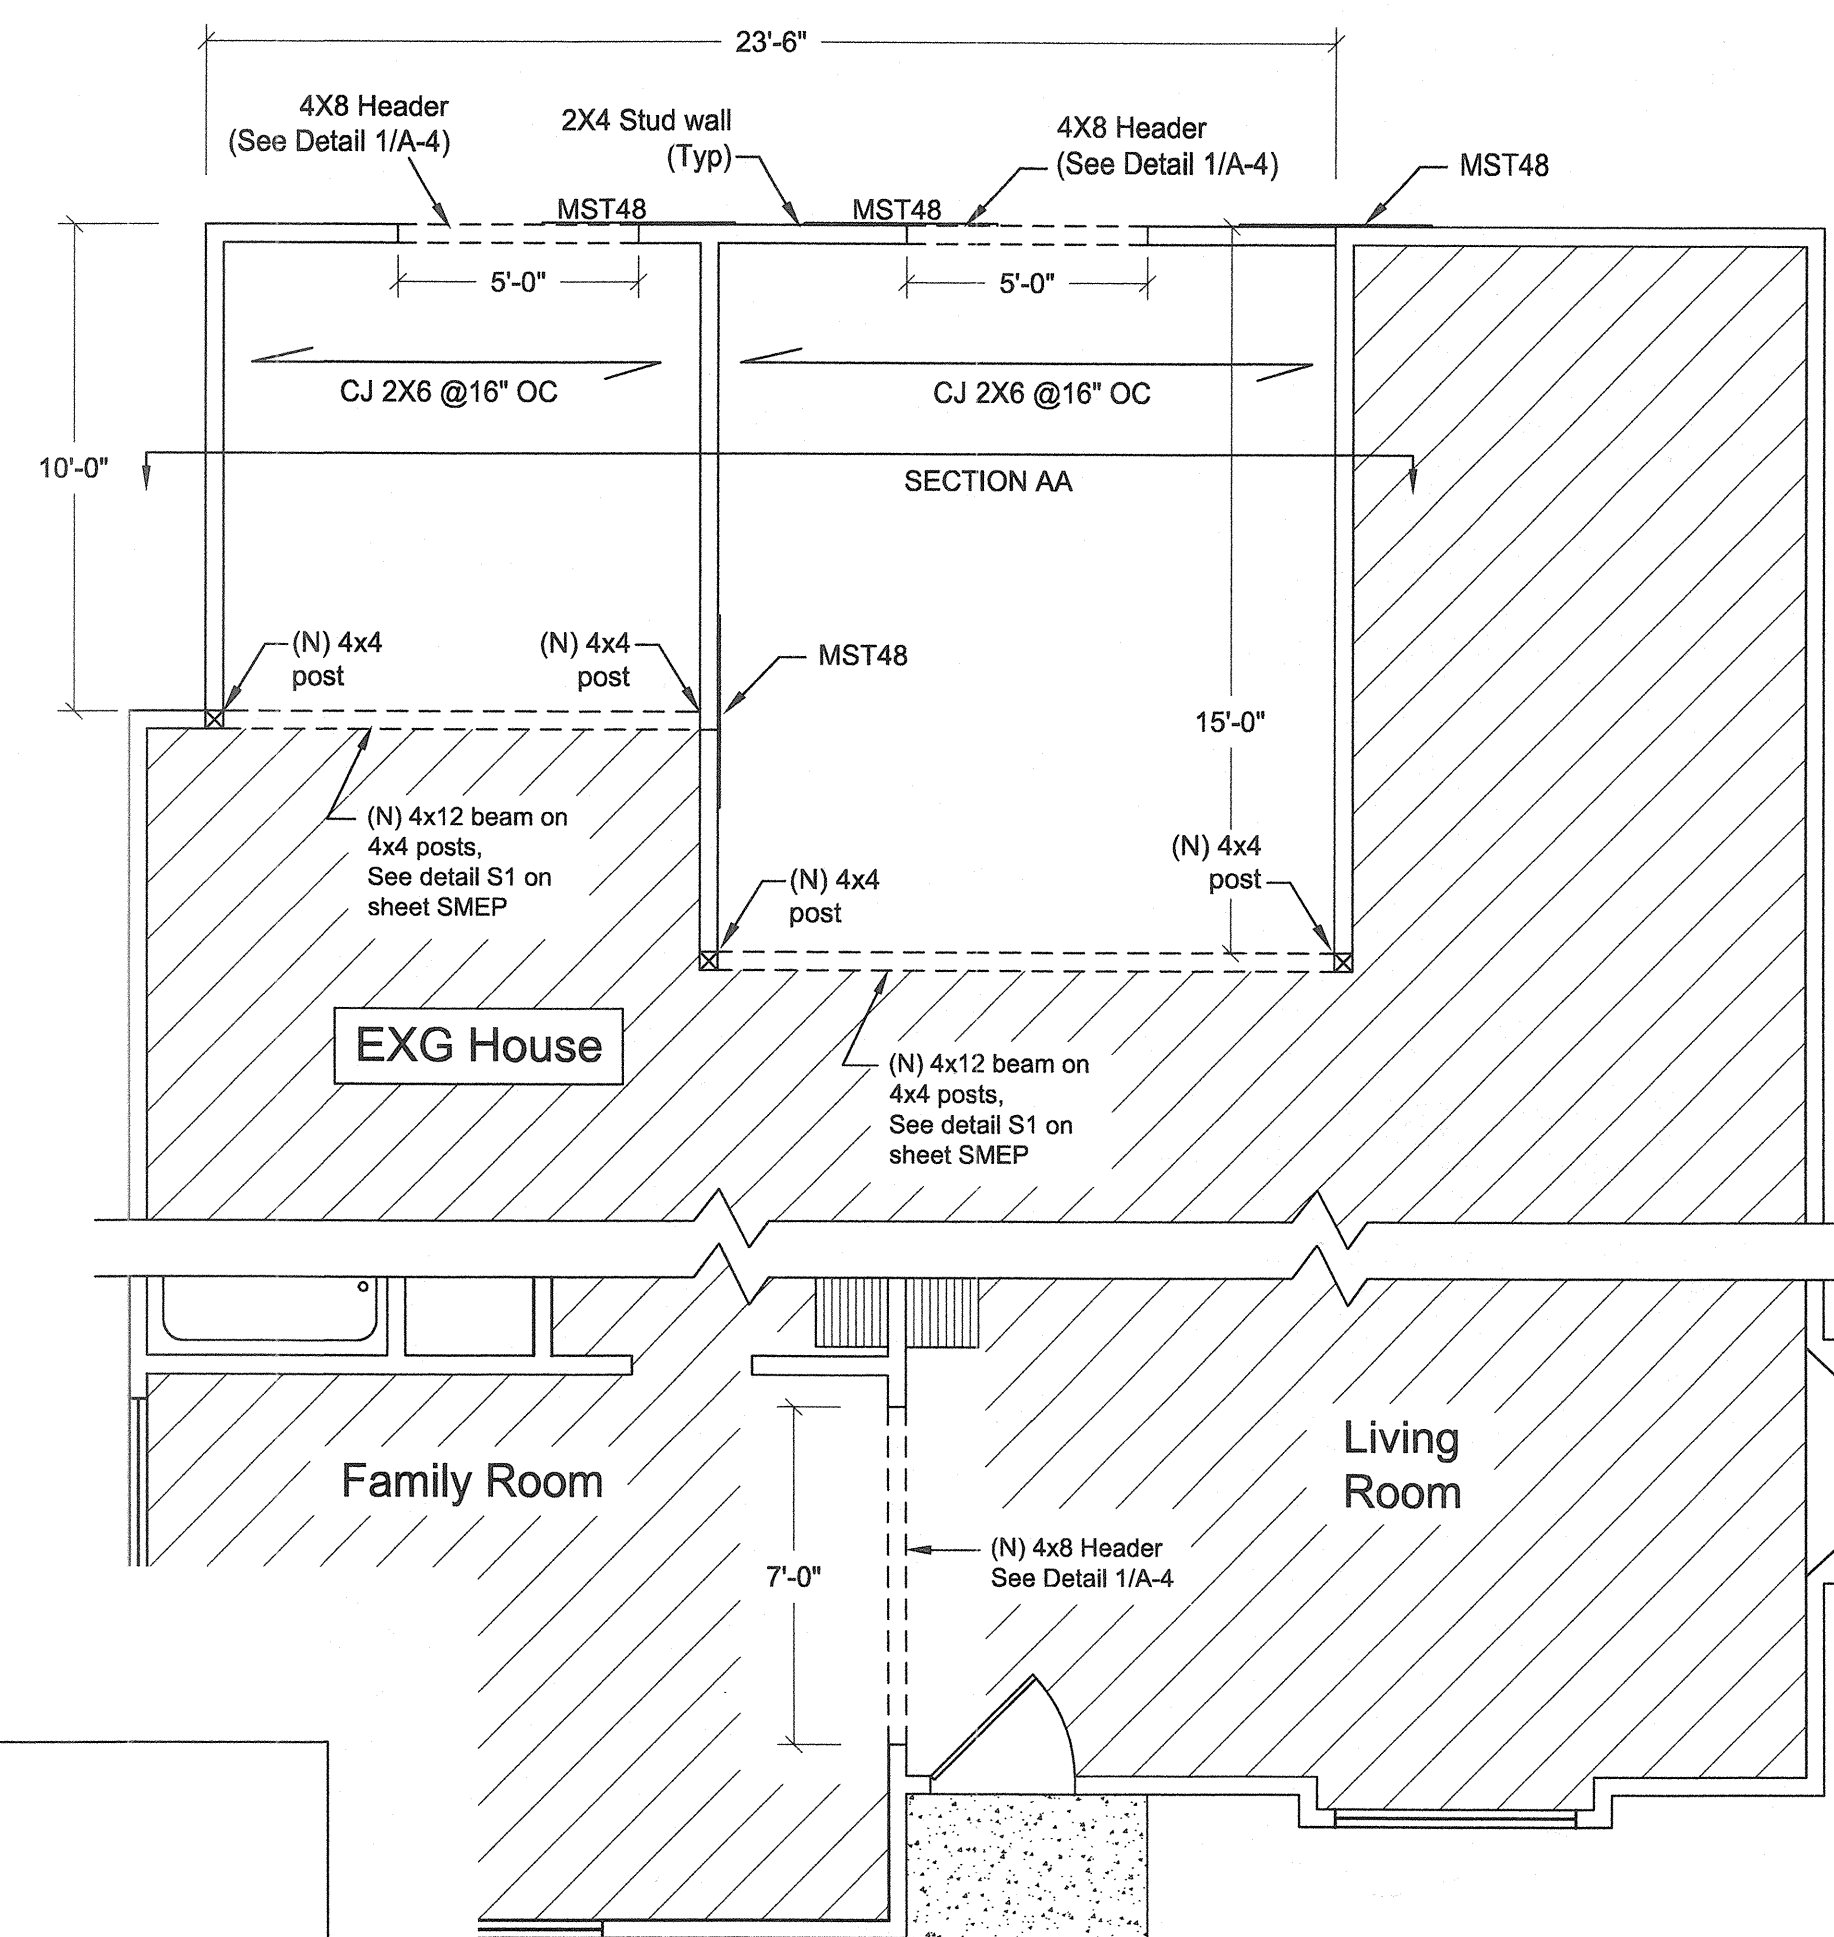 23'-6"
4X8 Header
(See Detail 1/A-4)
2X4 Stud wall
(Typ)
4X8 Header
(See Detail 1/A-4)
MST48
MST48
MST48
5'-0"
5'-0"
CJ 2X6 @16" OC
CJ 2X6 @16" OC
10'-0"
SECTION AA
(N) 4x4
post
(N) 4x4
post
MST48
15'-0"
(N) 4x12 beam on
4x4 posts,
See detail S1 on
sheet SMEP
(N) 4x4
post
(N) 4x4
post
EXG House
(N) 4x12 beam on
4x4 posts,
See detail S1 on
sheet SMEP
Family Room
Living
Room
7'-0"
(N) 4x8 Header
See Detail 1/A-4